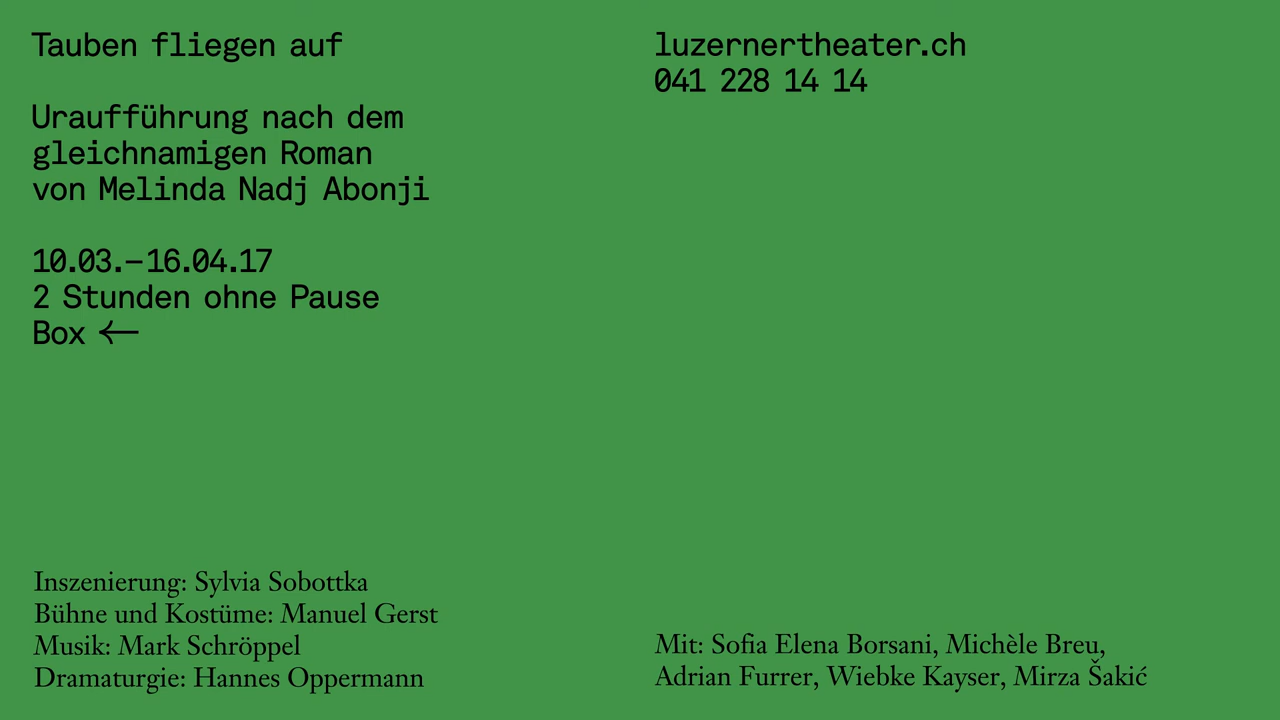 Tauben fliegen auf
Uraufführung nach dem
gleichnamigen Roman
von Melinda Nadj Abonji
10.03.–16.04.17
2 Stunden ohne Pause
Box ←
luzernertheater.ch
041 228 14 14
Inszenierung: Sylvia Sobottka
Bühne und Kostüme: Manuel Gerst
Musik: Mark Schröppel
Dramaturgie: Hannes Oppermann
Mit: Sofia Elena Borsani, Michèle Breu,
Adrian Furrer, Wiebke Kayser, Mirza Šakić